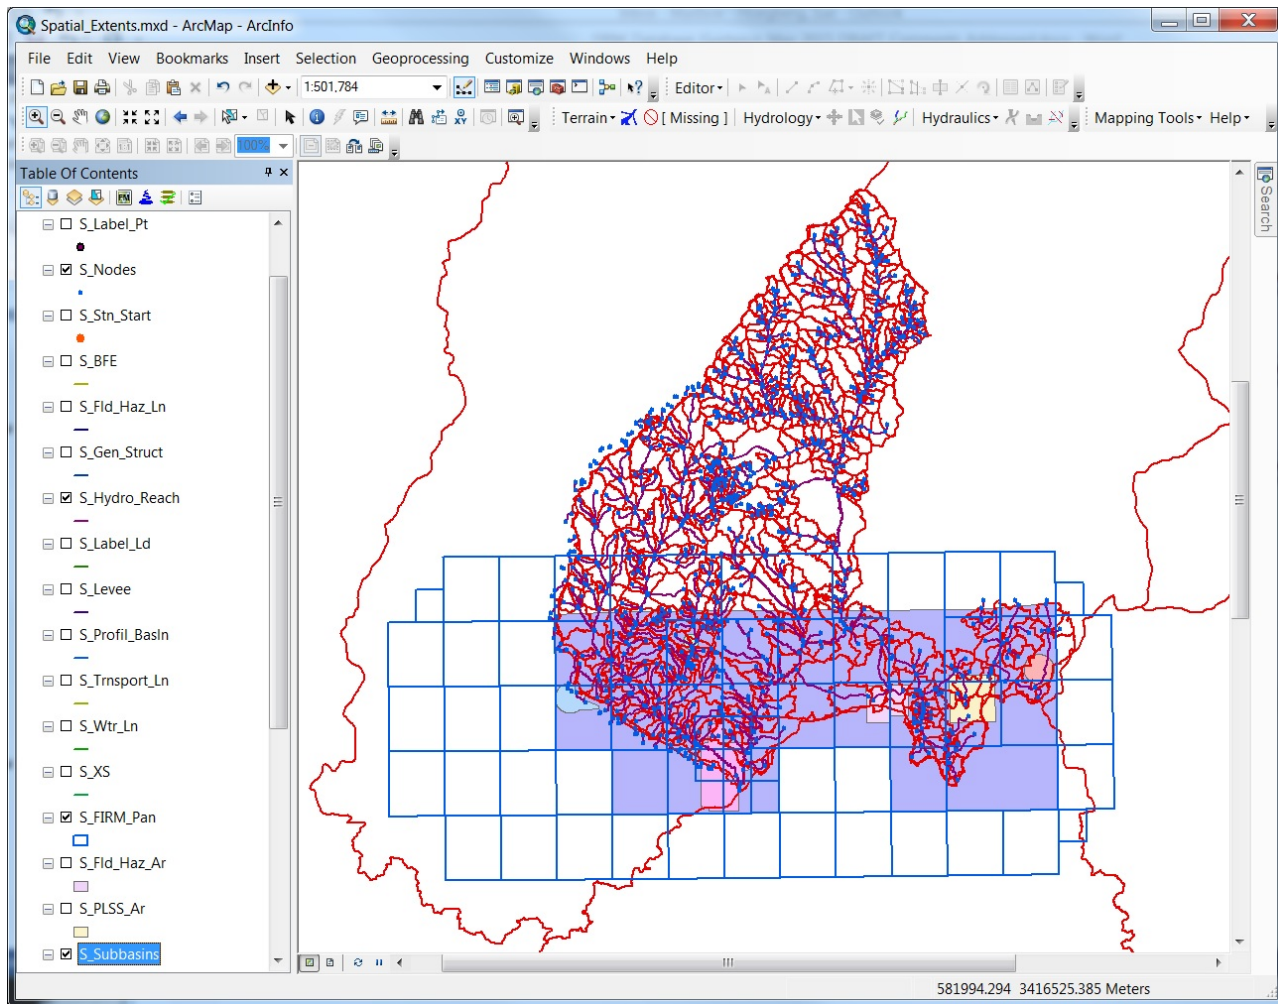 Spatial_Extents.mxd - ArcMap - ArcInfo
File Edit View Bookmarks Insert Selection Geoprocessing Customize Windows Help
1:501,784 Editor
Terrain [ Missing ] Hydrology Hydraulics Mapping Tools Help
100%
Table Of Contents
Search
S_Label_Pt
S_Nodes
S_Stn_Start
S_BFE
S_Fld_Haz_Ln
S_Gen_Struct
S_Hydro_Reach
S_Label_Ld
S_Levee
S_Profil_Basln
S_Trnsport_Ln
S_Wtr_Ln
S_XS
S_FIRM_Pan
S_Fld_Haz_Ar
S_PLSS_Ar
S_Subbasins
581994.294 3416525.385 Meters